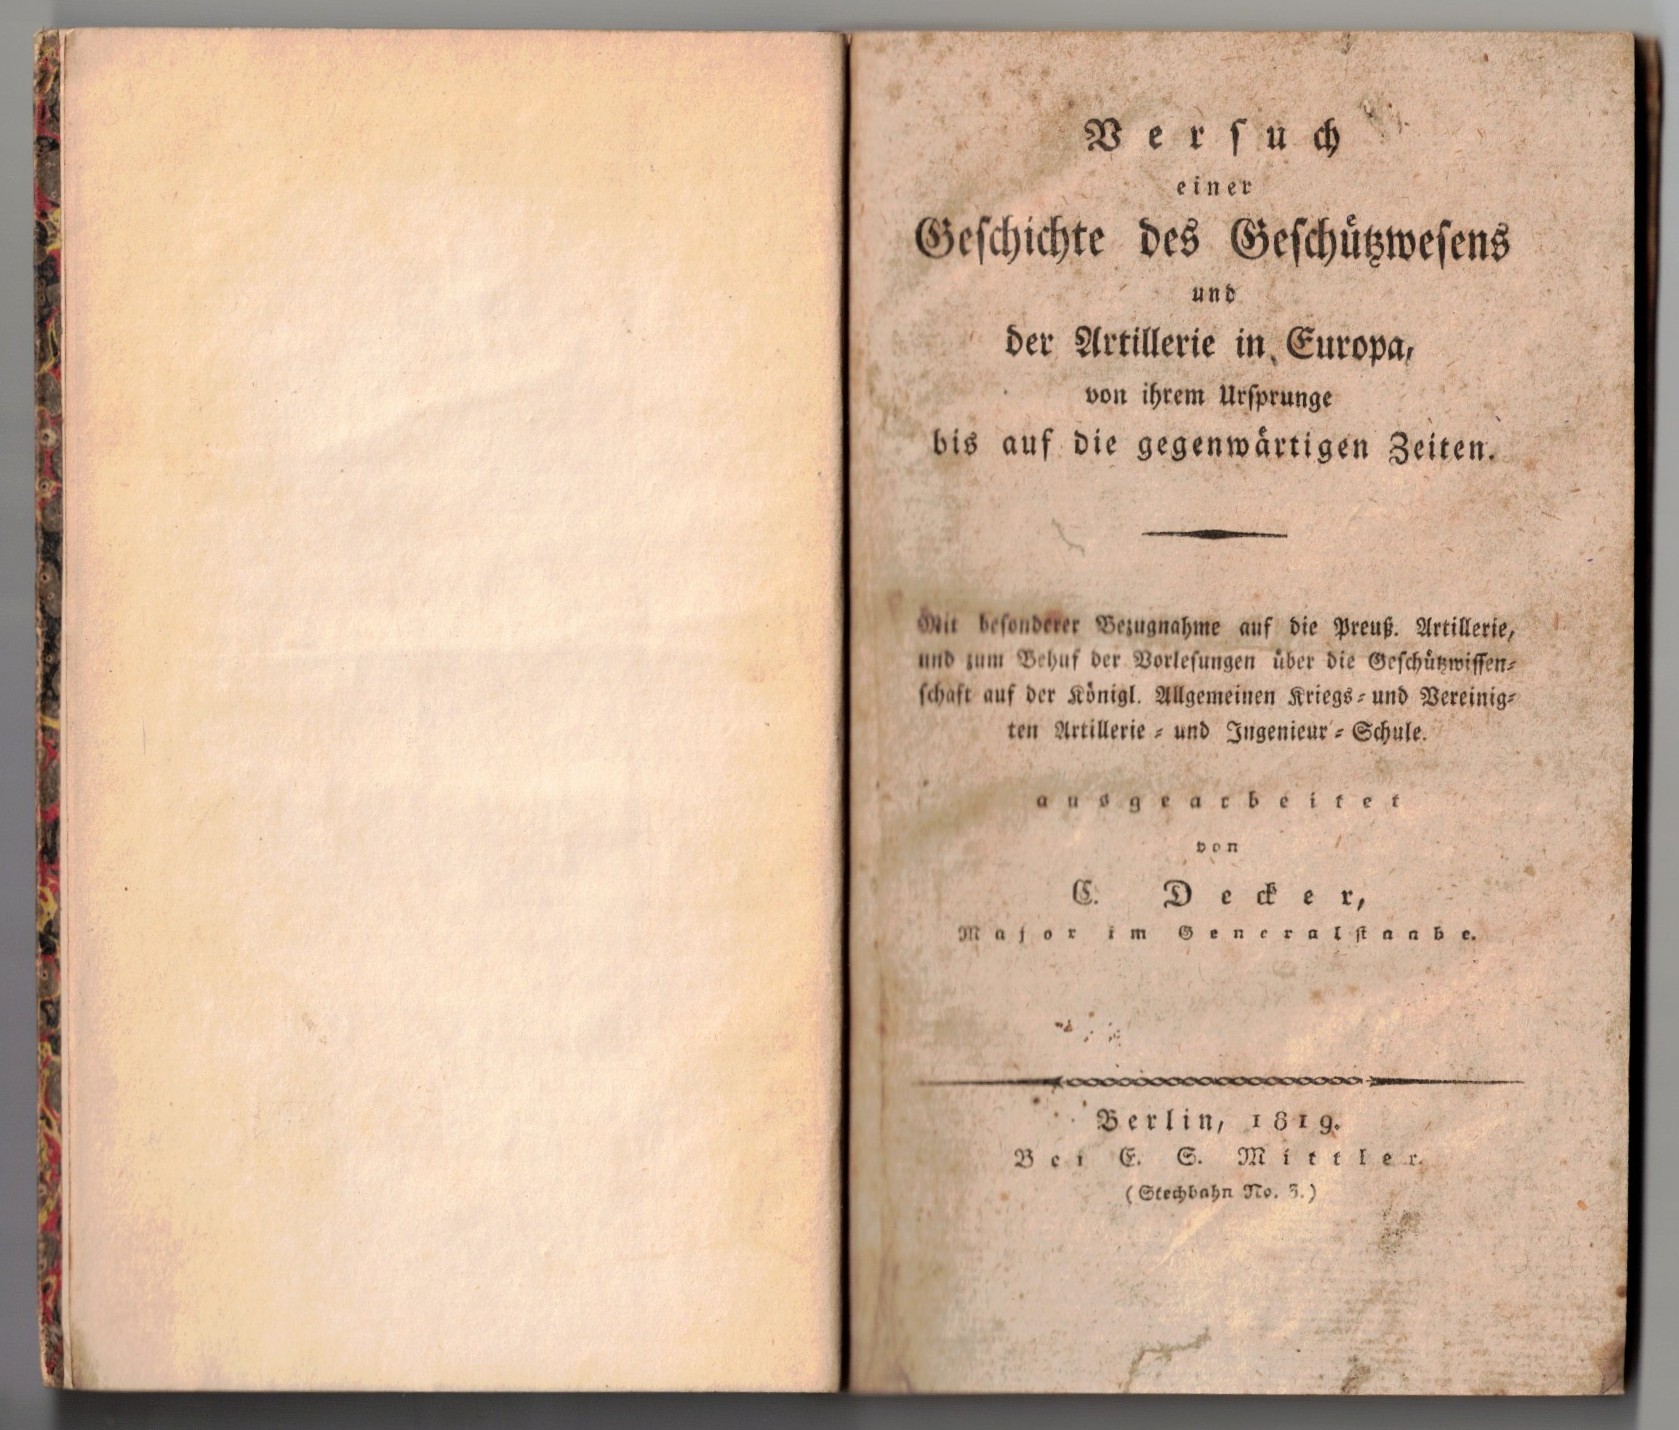 Versuch
einer
Geschichte des Geschützwesens
und
der Artillerie in Europa,
von ihrem Ursprunge
bis auf die gegenwärtigen Zeiten.
Mit besonderer Bezugnahme auf die Preuß. Artillerie,
und zum Behuf der Vorlesungen über die Geschützwissen-
schaft auf der Königl. Allgemeinen Kriegs- und Vereinig-
ten Artillerie- und Ingenieur-Schule.
ausgearbeitet
von
C. Decker,
Major im Generalstaabe.
Berlin, 1819.
Bei E. S. Mittler.
(Stechbahn No. 3.)